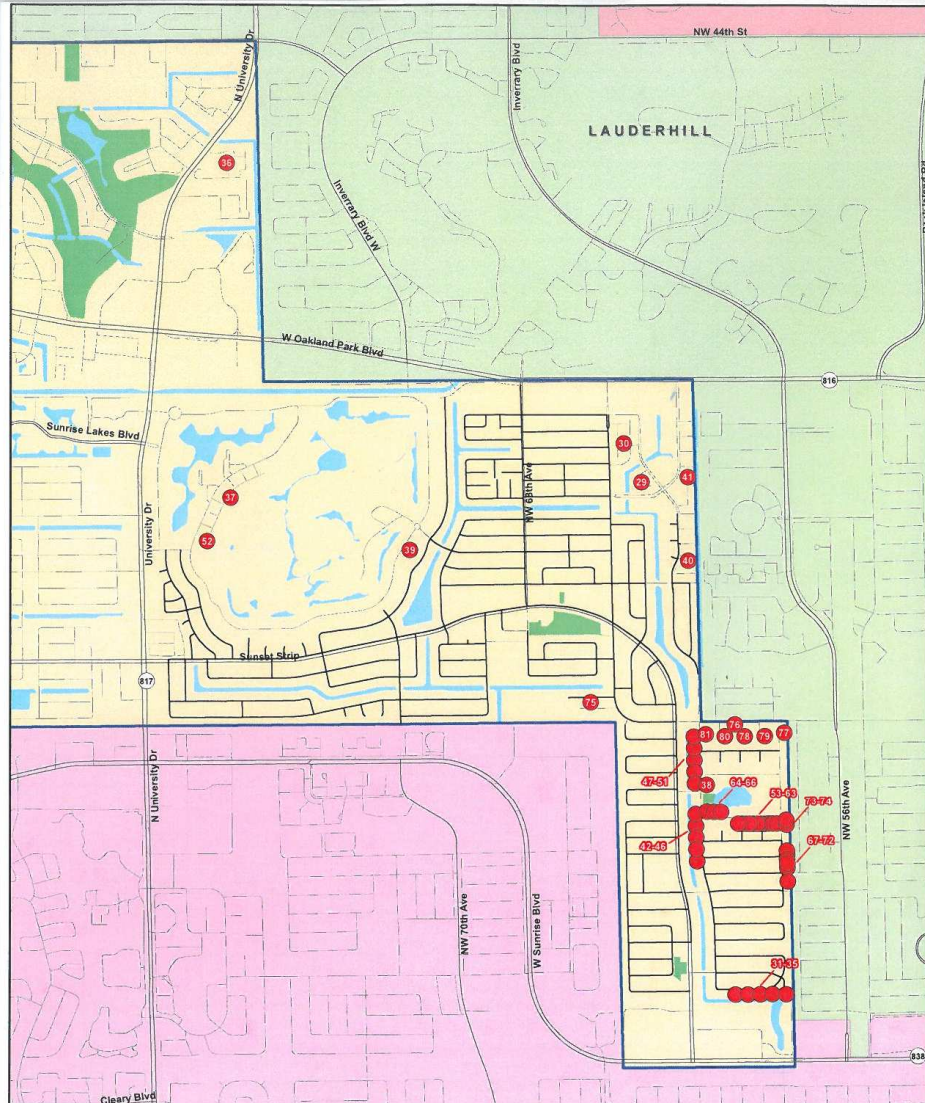 NW 44th St
N University Dr
Inverrary Blvd
LAUDERHILL
36
Inverrary Blvd W
W Oakland Park Blvd
816
Sunrise Lakes Blvd
30
29
41
37
NW 68th Ave
University Dr
52
39
40
Sunset Strip
817
75
76
81
80
78
79
77
47-51
38
64-66
53-63
73-74
42-46
67-72
N University Dr
NW 56th Ave
NW 70th Ave
W Sunrise Blvd
31-35
838
Cleary Blvd